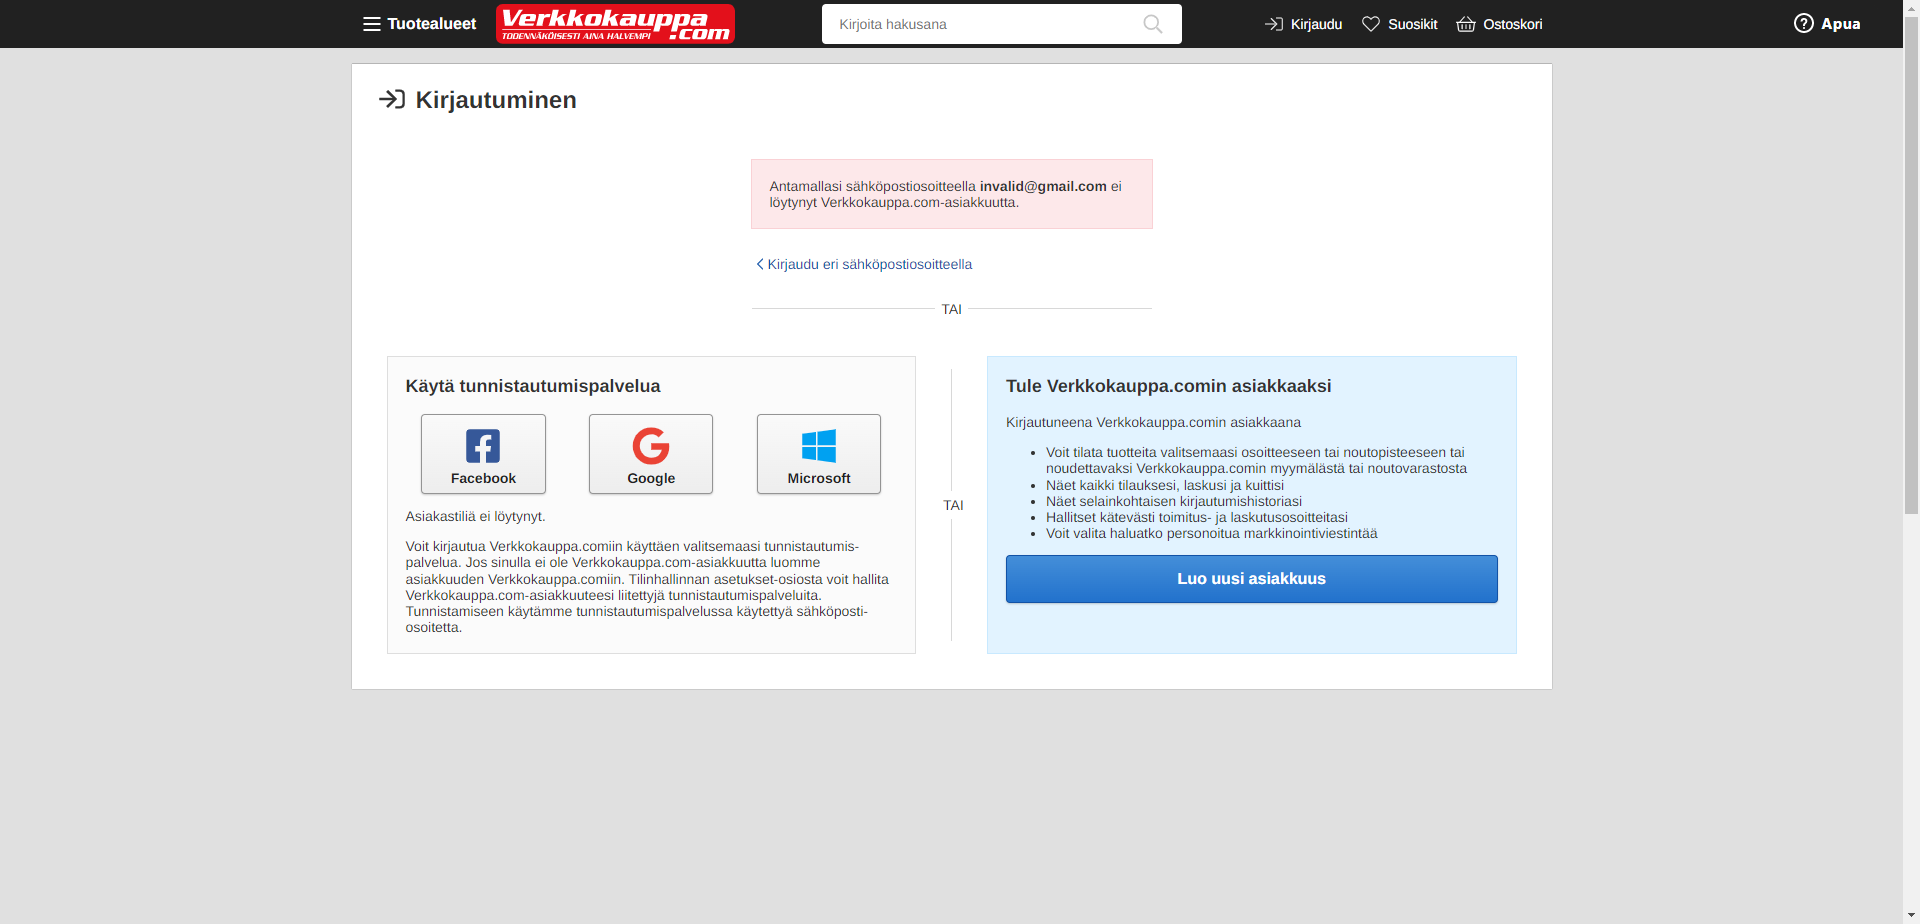 Tuotealueet
Verkkokauppa.com
TODENNÄKÖISESTI AINA HALVEMPI
Kirjoita hakusana
Kirjaudu
Suosikit
Ostoskori
Apua
Kirjautuminen
Antamallasi sähköpostiosoitteella invalid@gmail.com ei
löytynyt Verkkokauppa.com-asiakkuutta.
Kirjaudu eri sähköpostiosoitteella
TAI
Käytä tunnistautumispalvelua
Facebook
Google
Microsoft
Asiakastiliä ei löytynyt.
Voit kirjautua Verkkokauppa.comiin käyttäen valitsemaasi tunnistautumis-
palvelua. Jos sinulla ei ole Verkkokauppa.com-asiakkuutta luomme
asiakkuuden Verkkokauppa.comiin. Tilinhallinnan asetukset-osiosta voit hallita
Verkkokauppa.com-asiakkuuteesi liitettyjä tunnistautumispalveluita.
Tunnistamiseen käytämme tunnistautumispalvelussa käytettyä sähköposti-
osoitetta.
TAI
Tule Verkkokauppa.comin asiakkaaksi
Kirjautuneena Verkkokauppa.comin asiakkaana
Voit tilata tuotteita valitsemaasi osoitteeseen tai noutopisteeseen tai
noudettavaksi Verkkokauppa.comin myymälästä tai noutovarastosta
Näet kaikki tilauksesi, laskusi ja kuittisi
Näet selainkohtaisen kirjautumishistoriasi
Hallitset kätevästi toimitus- ja laskutusosoitteitasi
Voit valita haluatko personoitua markkinointiviestintää
Luo uusi asiakkuus